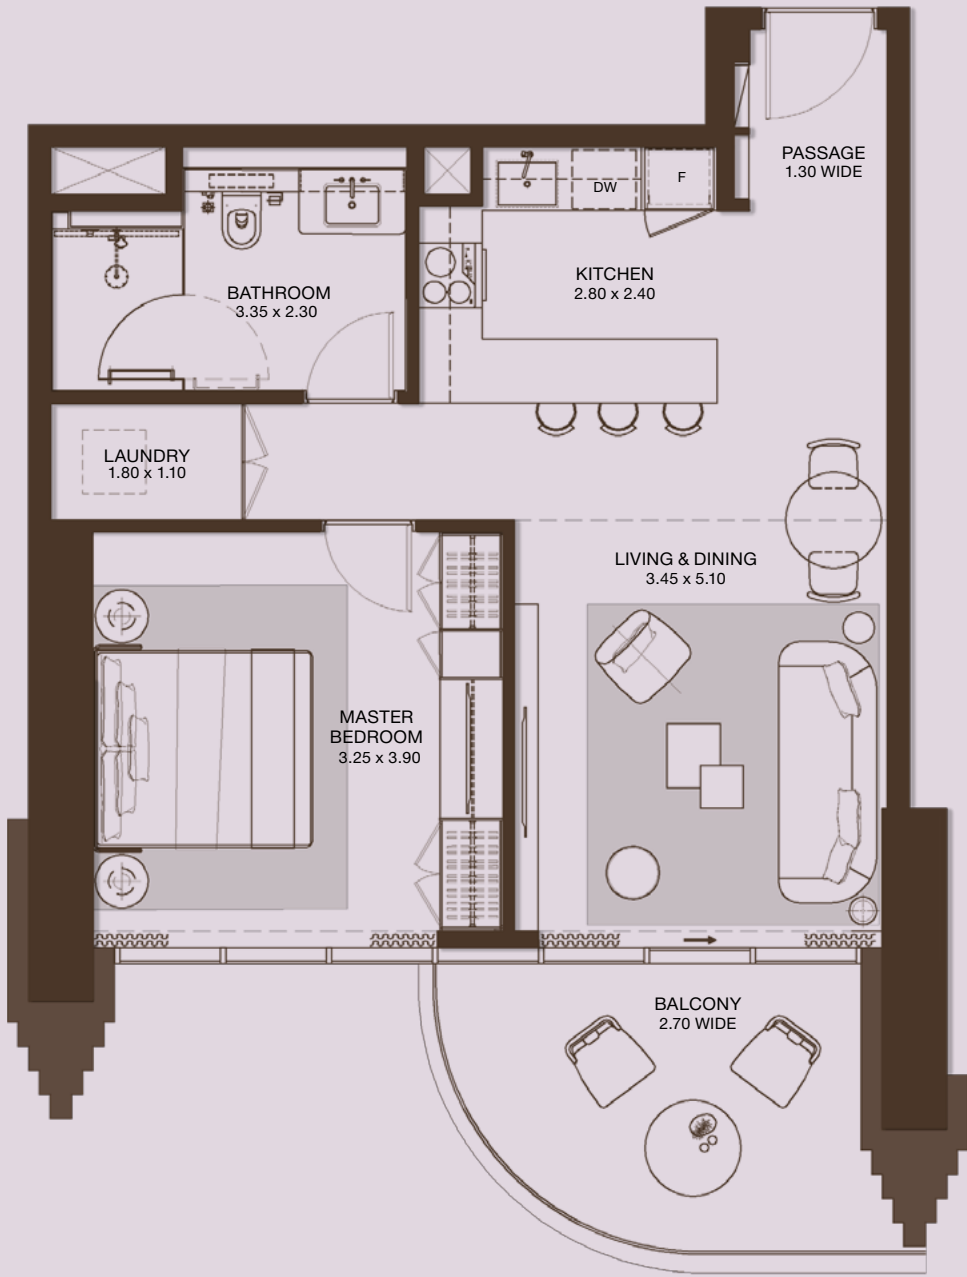 PASSAGE
1.30 WIDE
DW
F
KITCHEN
2.80 x 2.40
BATHROOM
3.35 x 2.30
LAUNDRY
1.80 x 1.10
LIVING & DINING
3.45 x 5.10
MASTER
BEDROOM
3.25 x 3.90
BALCONY
2.70 WIDE